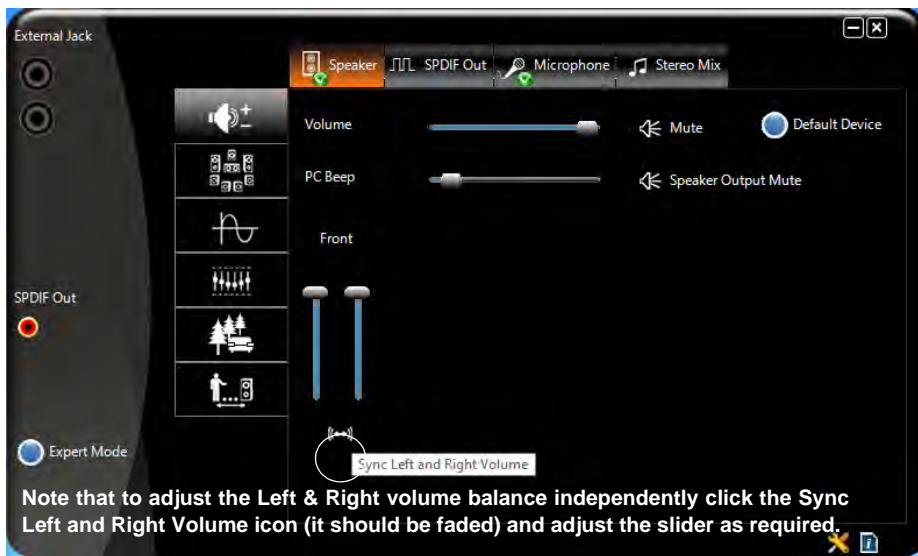 External Jack
Speaker
SPDIF Out
Microphone
Stereo Mix
Volume
Mute
Default Device
PC Beep
Speaker Output Mute
Front
SPDIF Out
Expert Mode
Sync Left and Right Volume
Note that to adjust the Left & Right volume balance independently click the Sync
Left and Right Volume icon (it should be faded) and adjust the slider as required.